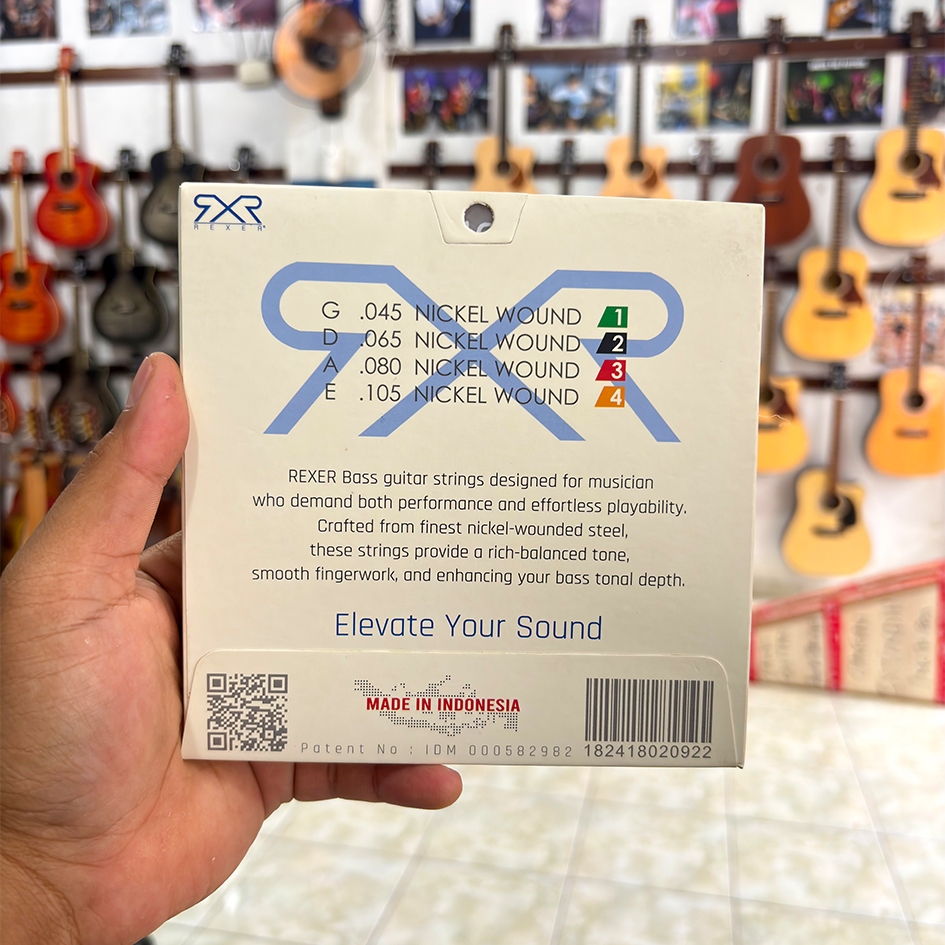 RXR
REXER
G .045 NICKEL WOUND 1
D .065 NICKEL WOUND 2
A .080 NICKEL WOUND 3
E .105 NICKEL WOUND 4
REXER Bass guitar strings designed for musician
who demand both performance and effortless playability.
Crafted from finest nickel-wounded steel,
these strings provide a rich-balanced tone,
smooth fingerwork, and enhancing your bass tonal depth.
Elevate Your Sound
MADE IN INDONESIA
Patent No : IDM 000582982
182418020922